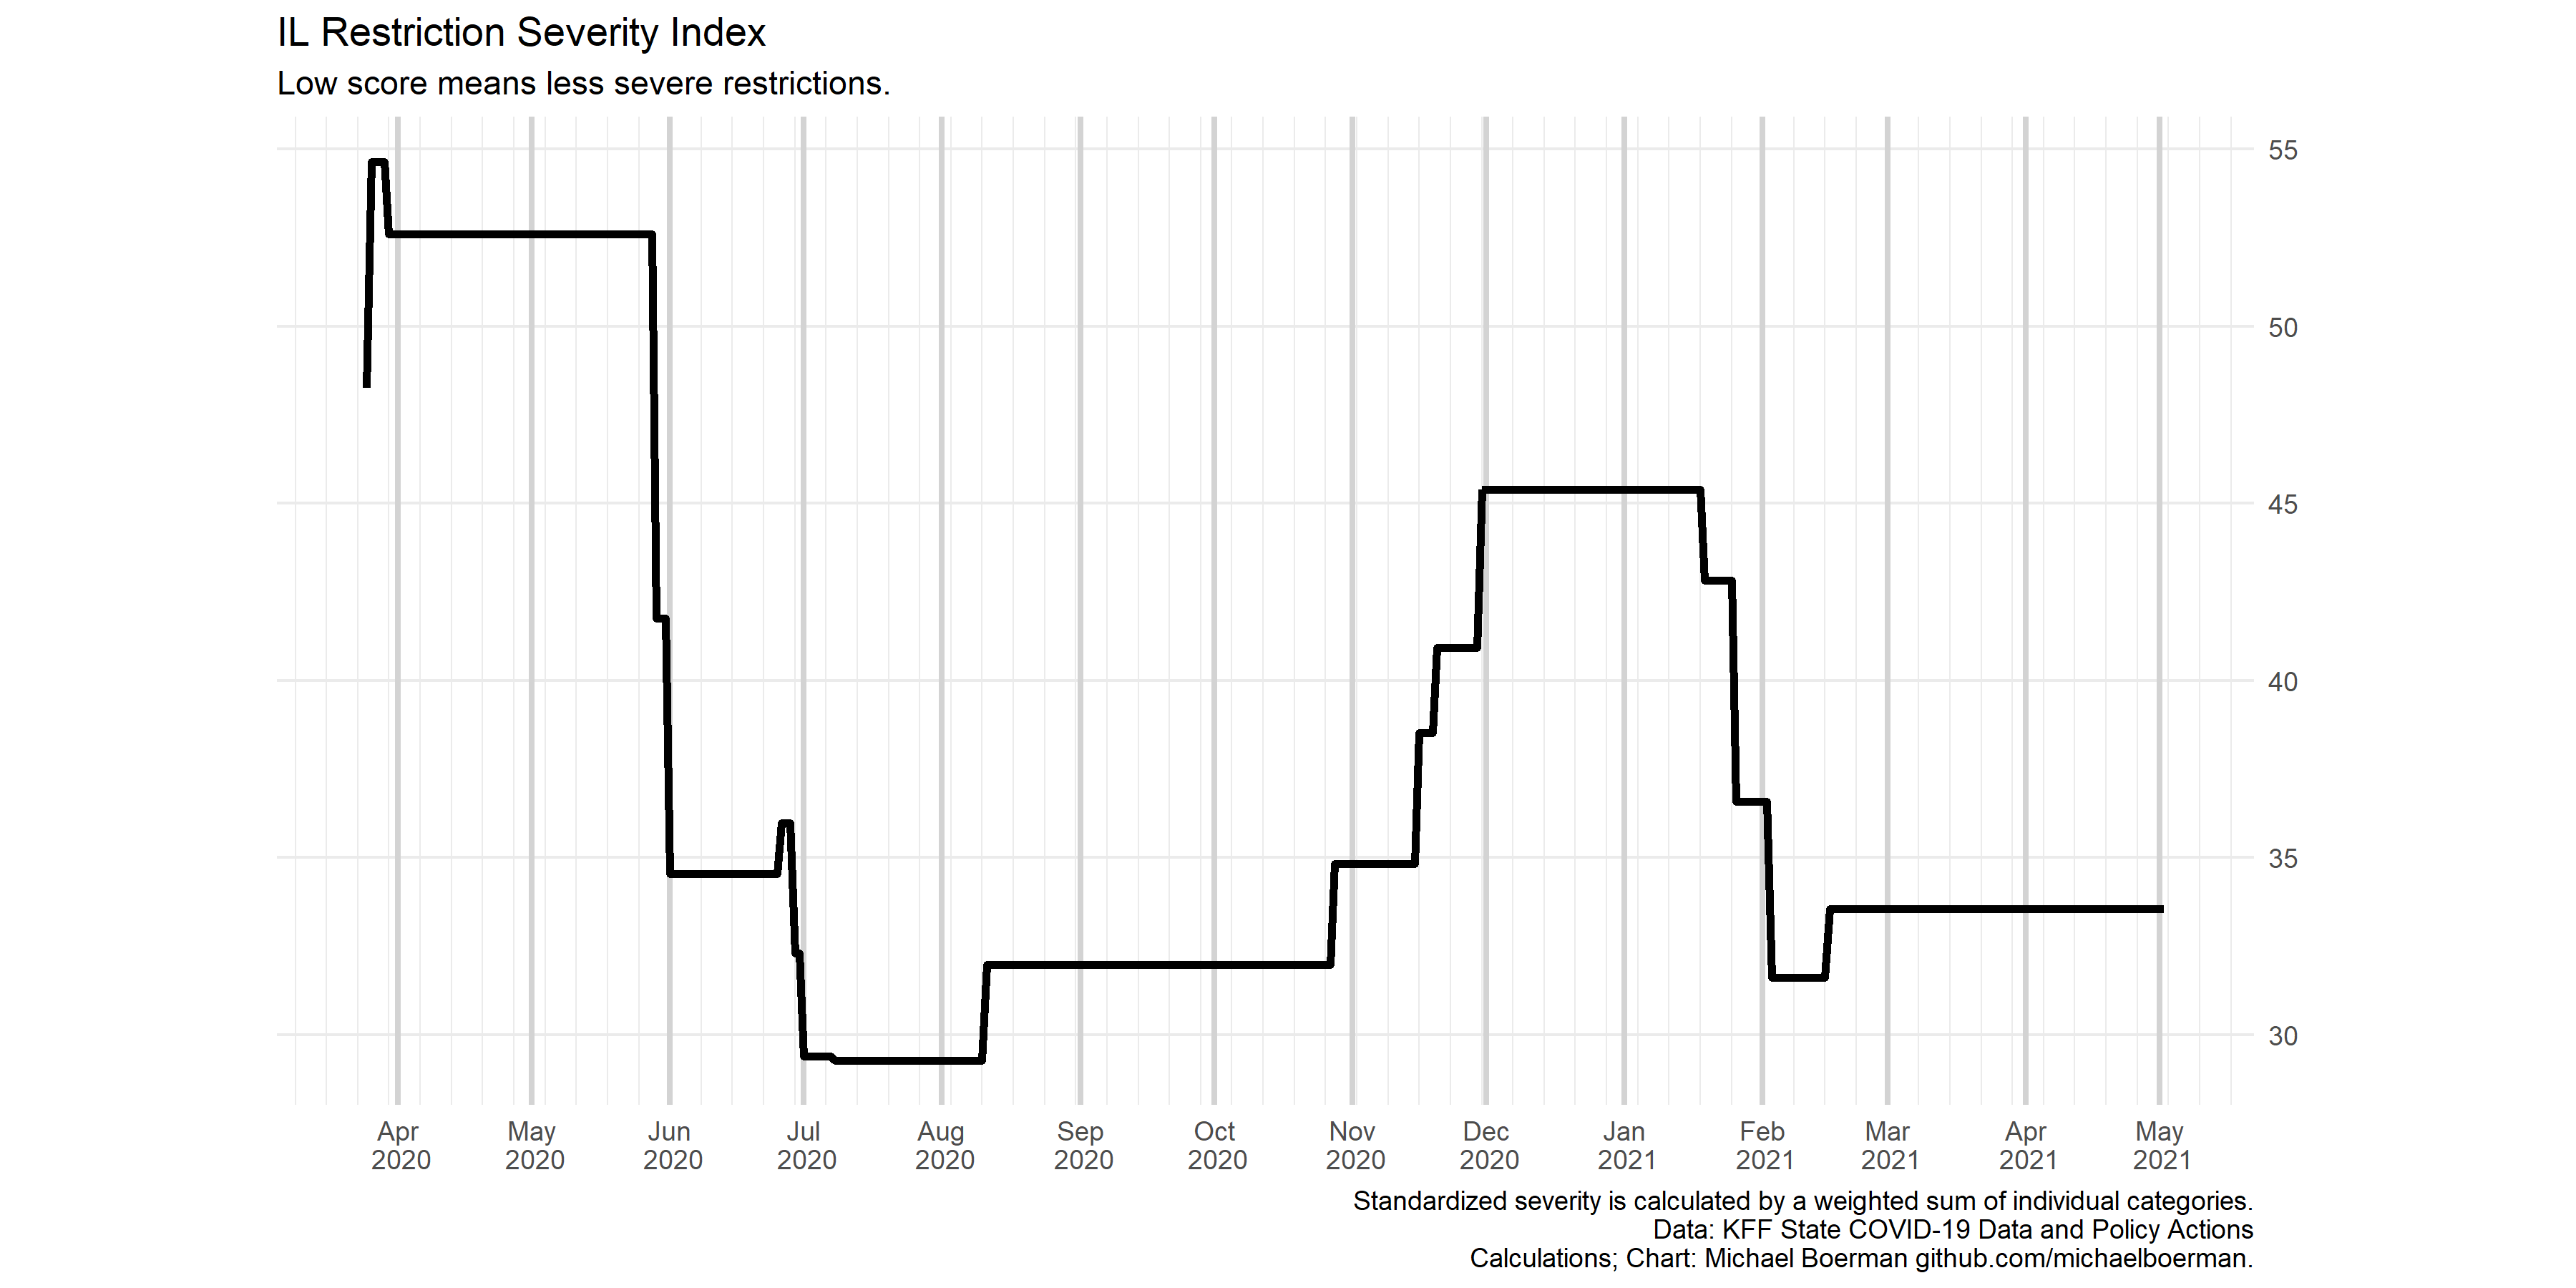 IL Restriction Severity Index
Low score means less severe restrictions.
55
50
45
40
35
30
Apr May Jun Jul Aug Sep Oct Nov Dec Jan Feb Mar Apr May
2020 2020 2020 2020 2020 2020 2020 2020 2020 2021 2021 2021 2021 2021
Standardized severity is calculated by a weighted sum of individual categories.
Data: KFF State COVID-19 Data and Policy Actions
Calculations; Chart: Michael Boerman github.com/michaelboerman.